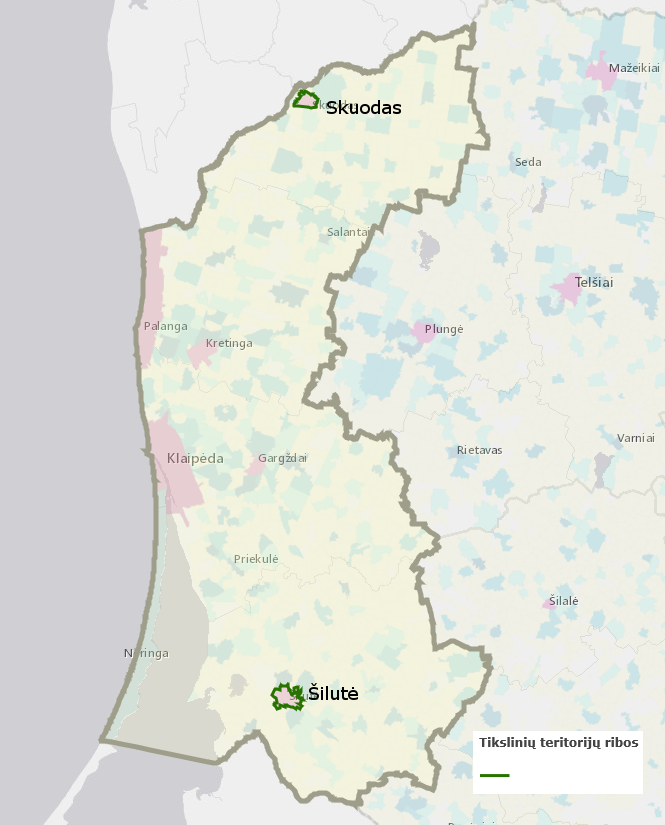 Mažeikiai
Skuodas
Seda
Salantai
Telšiai
Palanga
Plungė
Kretinga
Varniai
Rietavas
Klaipėda
Gargždai
Priekulė
Šilalė
Neringa
Šilutė
Tikslinių teritorijų ribos